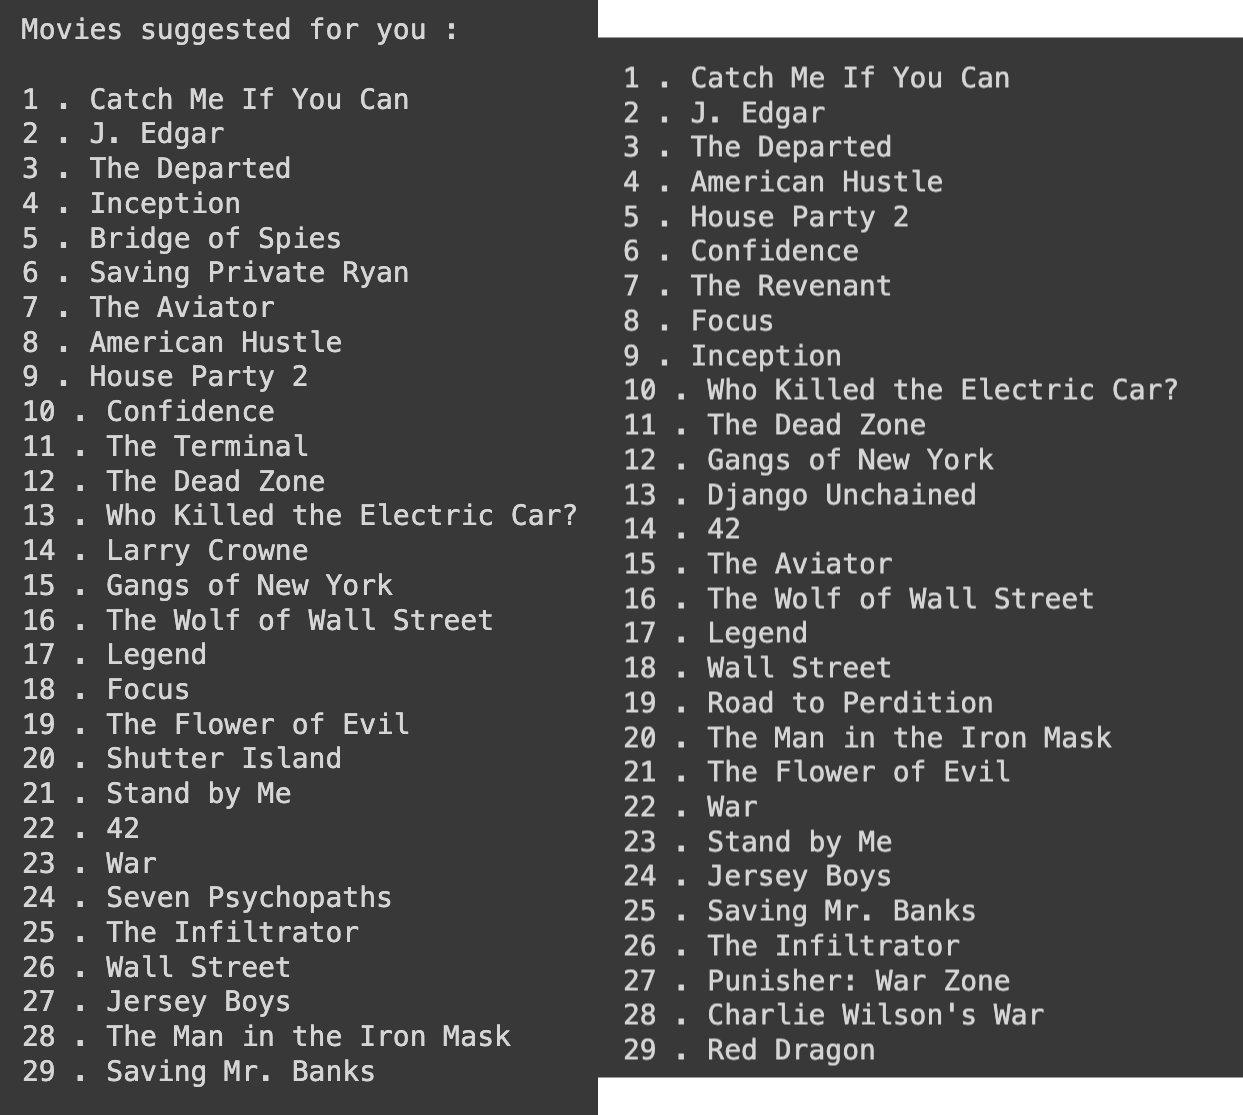 Movies suggested for you :
1 . Catch Me If You Can
2 . J. Edgar
3 . The Departed
4 . Inception
5 . Bridge of Spies
6 . Saving Private Ryan
7 . The Aviator
8 . American Hustle
9 . House Party 2
10 . Confidence
11 . The Terminal
12 . The Dead Zone
13 . Who Killed the Electric Car?
14 . Larry Crowne
15 . Gangs of New York
16 . The Wolf of Wall Street
17 . Legend
18 . Focus
19 . The Flower of Evil
20 . Shutter Island
21 . Stand by Me
22 . 42
23 . War
24 . Seven Psychopaths
25 . The Infiltrator
26 . Wall Street
27 . Jersey Boys
28 . The Man in the Iron Mask
29 . Saving Mr. Banks
1 . Catch Me If You Can
2 . J. Edgar
3 . The Departed
4 . American Hustle
5 . House Party 2
6 . Confidence
7 . The Revenant
8 . Focus
9 . Inception
10 . Who Killed the Electric Car?
11 . The Dead Zone
12 . Gangs of New York
13 . Django Unchained
14 . 42
15 . The Aviator
16 . The Wolf of Wall Street
17 . Legend
18 . Wall Street
19 . Road to Perdition
20 . The Man in the Iron Mask
21 . The Flower of Evil
22 . War
23 . Stand by Me
24 . Jersey Boys
25 . Saving Mr. Banks
26 . The Infiltrator
27 . Punisher: War Zone
28 . Charlie Wilson's War
29 . Red Dragon